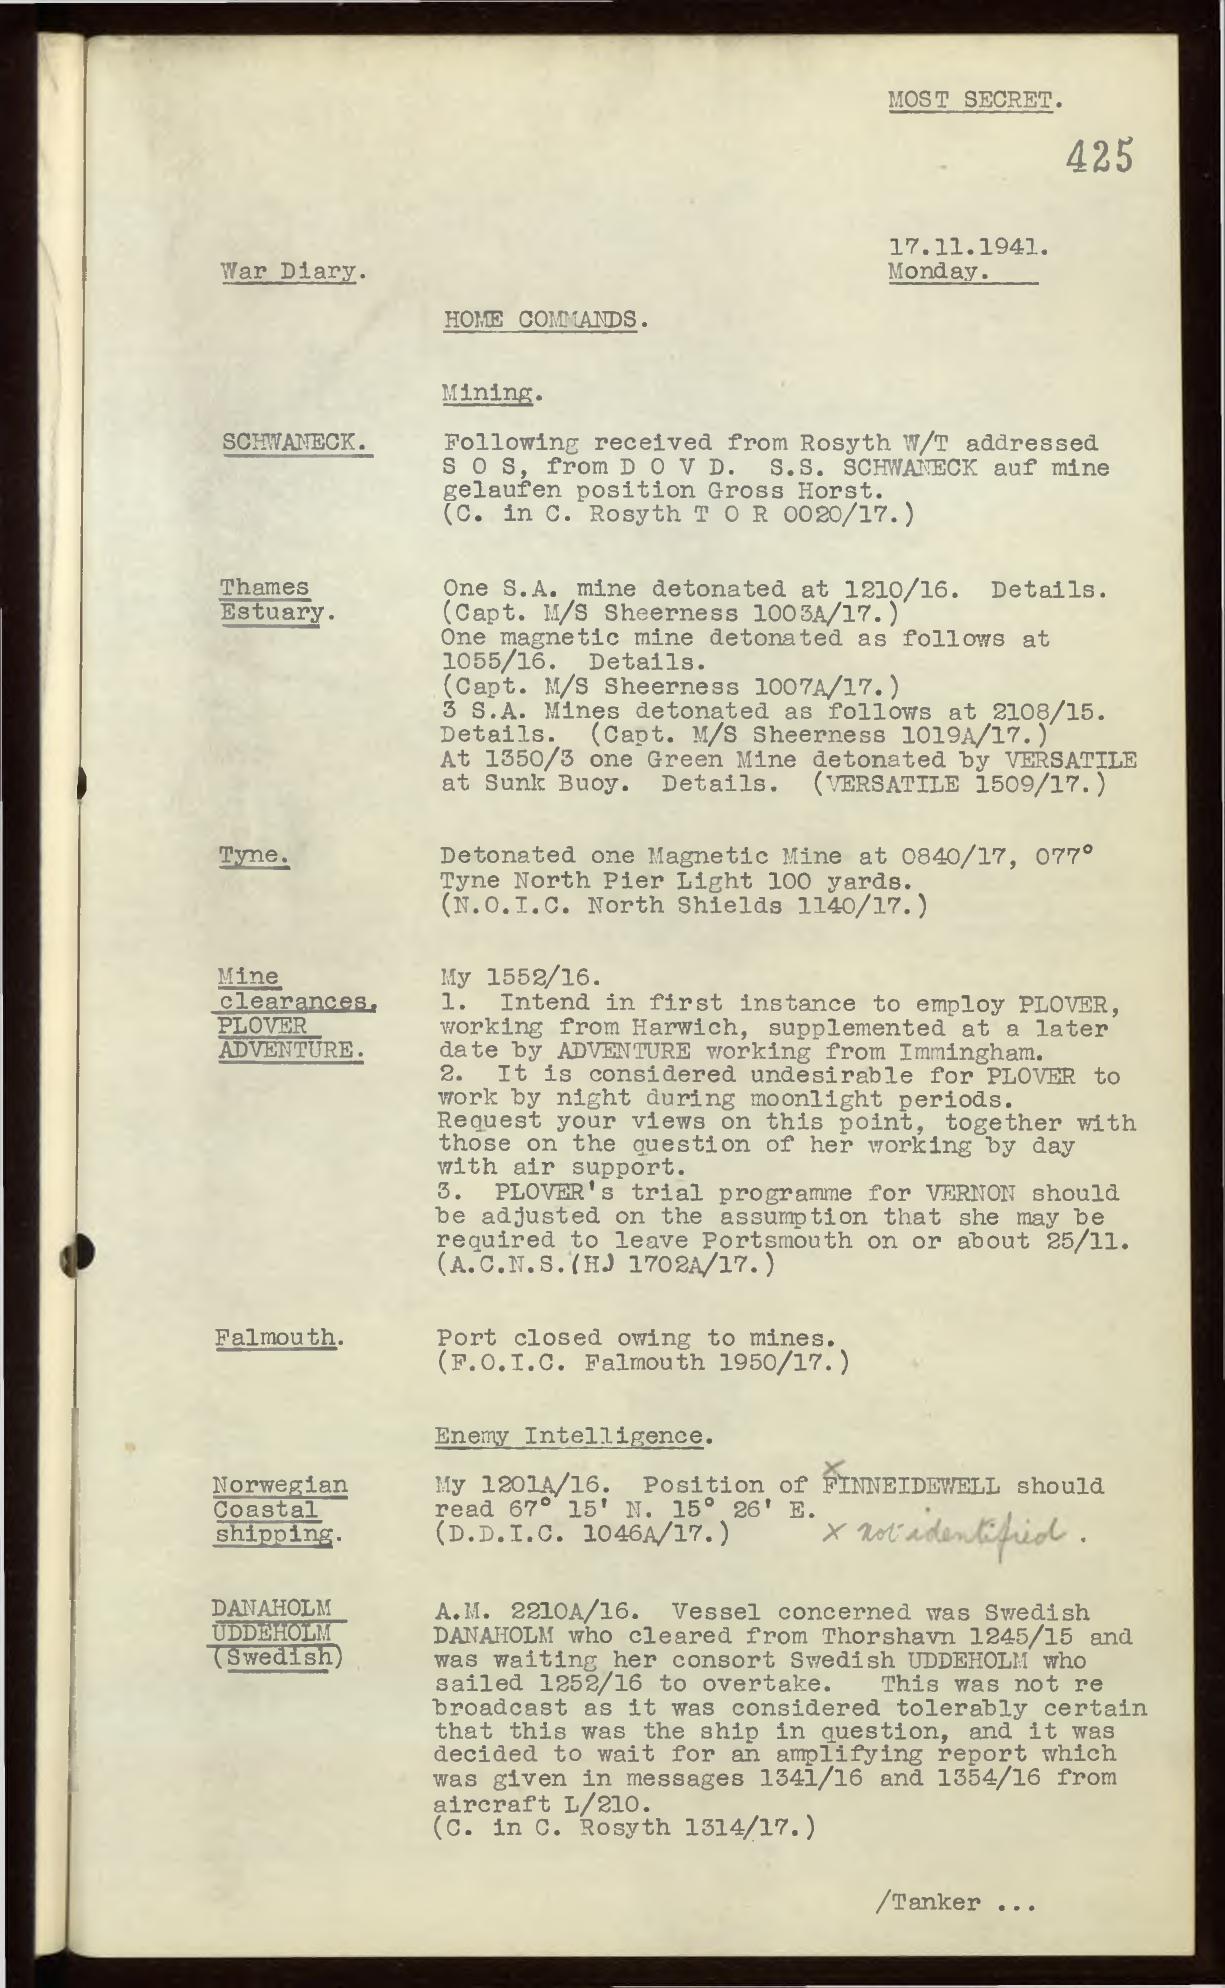 MOST SECRET.
425
17.11.1941.
War Diary.
Monday.
HOME COMMANDS.
Mining.
SCHWANECK.
Following received from Rosyth W/T addressed
S O S, from D O V D. S.S. SCHWANECK auf mine
gelaufen position Gross Horst.
(C. in C. Rosyth T O R 0020/17.)
Thames
Estuary.
One S.A. mine detonated at 1210/16. Details.
(Capt. M/S Sheerness 1003A/17.)
One magnetic mine detonated as follows at
1055/16. Details.
(Capt. M/S Sheerness 1007A/17.)
3 S.A. Mines detonated as follows at 2108/15.
Details. (Capt. M/S Sheerness 1019A/17.)
At 1350/3 one Green Mine detonated by VERSATILE
at Sunk Buoy. Details. (VERSATILE 1509/17.)
Tyne.
Detonated one Magnetic Mine at 0840/17, 077°
Tyne North Pier Light 100 yards.
(N.O.I.C. North Shields 1140/17.)
Mine
clearances.
PLOVER
ADVENTURE.
My 1552/16.
1. Intend in first instance to employ PLOVER,
working from Harwich, supplemented at a later
date by ADVENTURE working from Immingham.
2. It is considered undesirable for PLOVER to
work by night during moonlight periods.
Request your views on this point, together with
those on the question of her working by day
with air support.
3. PLOVER's trial programme for VERNON should
be adjusted on the assumption that she may be
required to leave Portsmouth on or about 25/11.
(A.C.N.S.(H) 1702A/17.)
Falmouth.
Port closed owing to mines.
(F.O.I.C. Falmouth 1950/17.)
Enemy Intelligence.
Norwegian
Coastal
shipping.
My 1201A/16. Position of ×FINNEIDEWELL should
read 67° 15' N. 15° 26' E.
(D.D.I.C. 1046A/17.)
× not identified.
DANAHOLM
UDDEHOLM
(Swedish)
A.M. 2210A/16. Vessel concerned was Swedish
DANAHOLM who cleared from Thorshavn 1245/15 and
was waiting her consort Swedish UDDEHOLM who
sailed 1252/16 to overtake. This was not re
broadcast as it was considered tolerably certain
that this was the ship in question, and it was
decided to wait for an amplifying report which
was given in messages 1341/16 and 1354/16 from
aircraft L/210.
(C. in C. Rosyth 1314/17.)
/Tanker ...